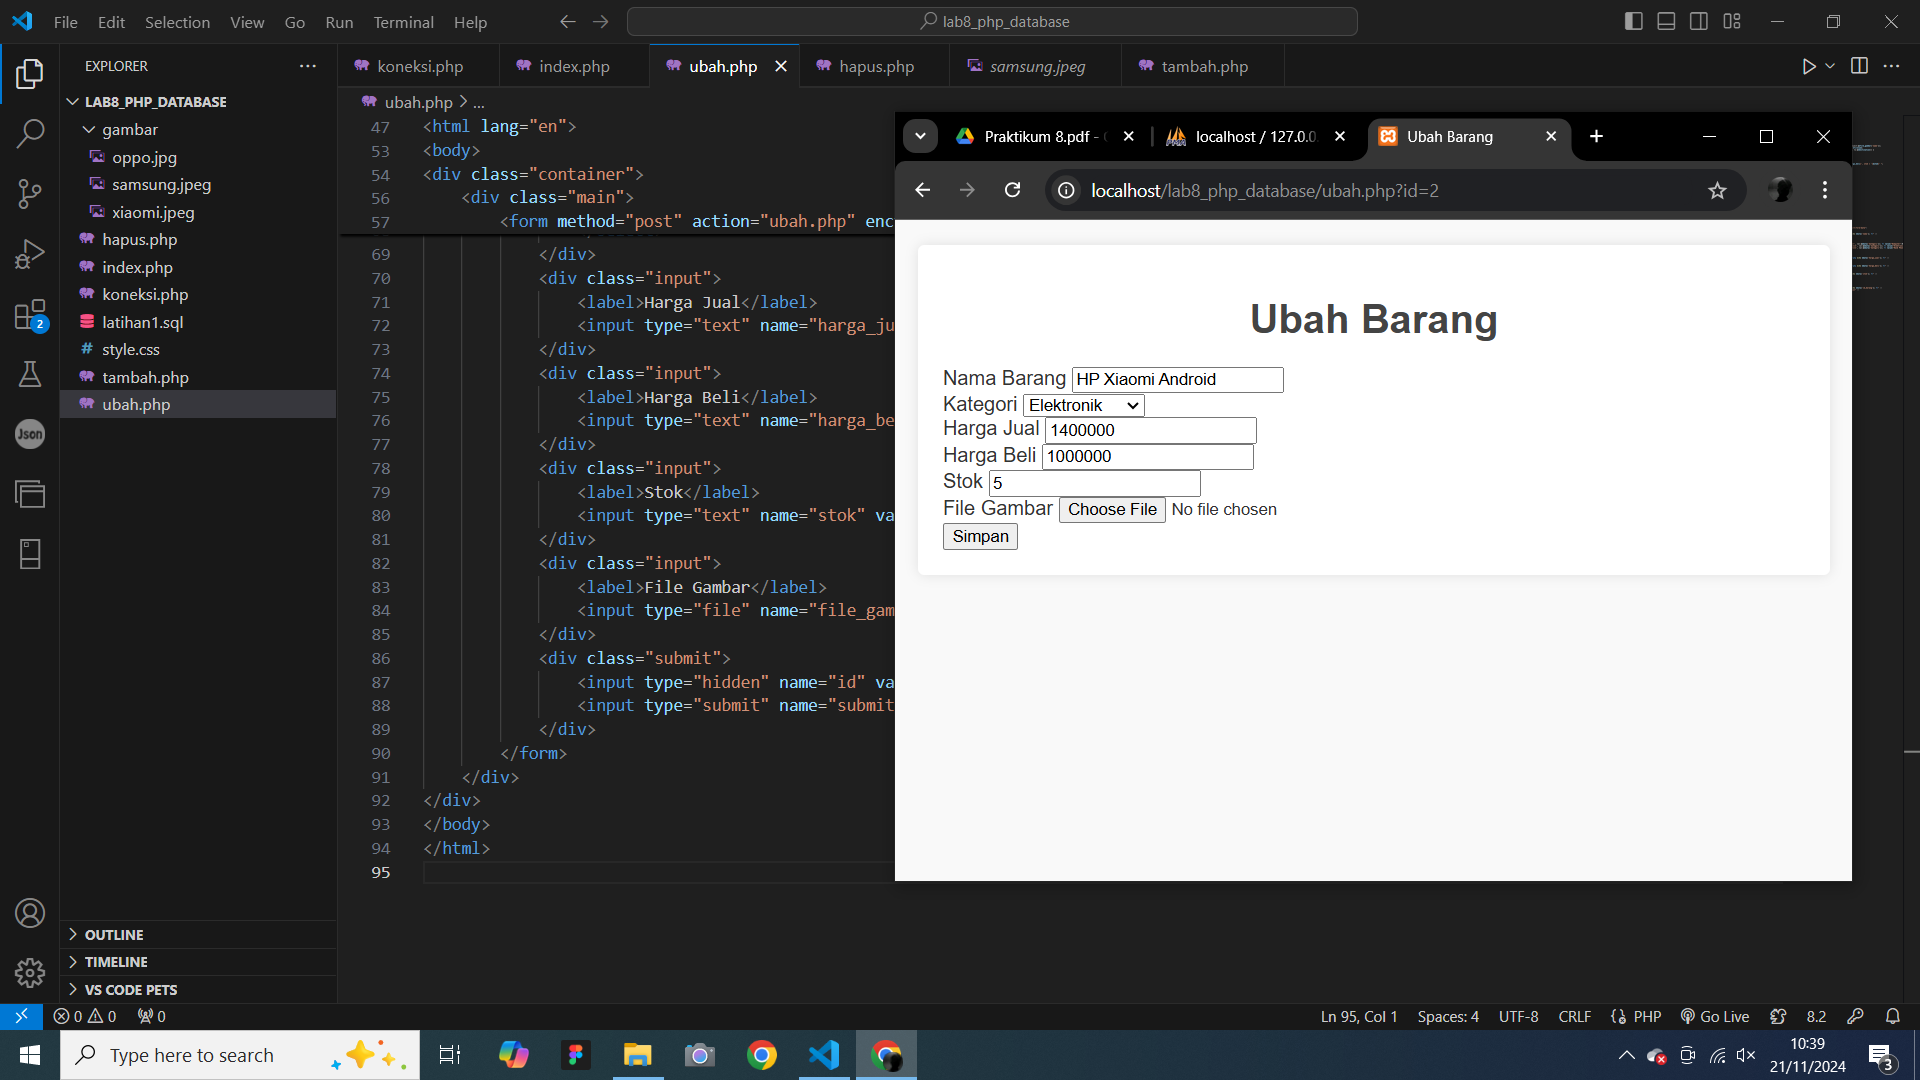 File Edit Selection View Go Run Terminal Help
lab8_php_database
EXPLORER
LAB8_PHP_DATABASE
gambar
oppo.jpg
samsung.jpeg
xiaomi.jpeg
hapus.php
index.php
koneksi.php
latihan1.sql
# style.css
tambah.php
ubah.php
OUTLINE
TIMELINE
VS CODE PETS
2
Json
koneksi.php index.php ubah.php hapus.php samsung.jpeg tambah.php
ubah.php > ...
47 <html lang="en">
53 <body>
54 <div class="container">
56 <div class="main">
57 <form method="post" action="ubah.php" enc
69 </div>
70 <div class="input">
71 <label>Harga Jual</label>
72 <input type="text" name="harga_ju
73 </div>
74 <div class="input">
75 <label>Harga Beli</label>
76 <input type="text" name="harga_be
77 </div>
78 <div class="input">
79 <label>Stok</label>
80 <input type="text" name="stok" va
81 </div>
82 <div class="input">
83 <label>File Gambar</label>
84 <input type="file" name="file_gam
85 </div>
86 <div class="submit">
87 <input type="hidden" name="id" va
88 <input type="submit" name="submit
89 </div>
90 </form>
91 </div>
92 </div>
93 </body>
94 </html>
95
Praktikum 8.pdf - localhost / 127.0.0. Ubah Barang
localhost/lab8_php_database/ubah.php?id=2
Ubah Barang
Nama Barang HP Xiaomi Android
Kategori Elektronik
Harga Jual 1400000
Harga Beli 1000000
Stok 5
File Gambar Choose File No file chosen
Simpan
0 0 0
Ln 95, Col 1 Spaces: 4 UTF-8 CRLF PHP Go Live 8.2
Type here to search
10:39
21/11/2024
3